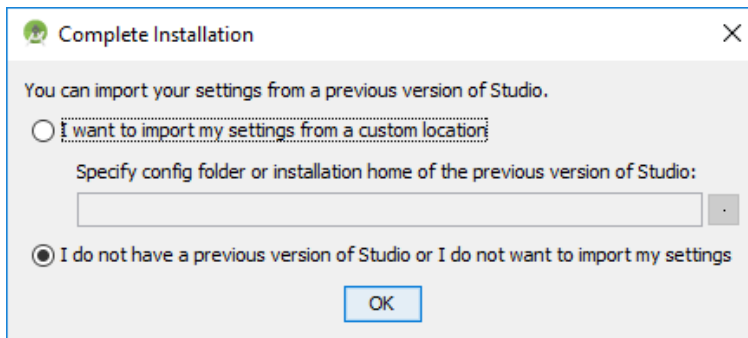 Complete Installation
You can import your settings from a previous version of Studio.
I want to import my settings from a custom location
Specify config folder or installation home of the previous version of Studio:
.
I do not have a previous version of Studio or I do not want to import my settings
OK